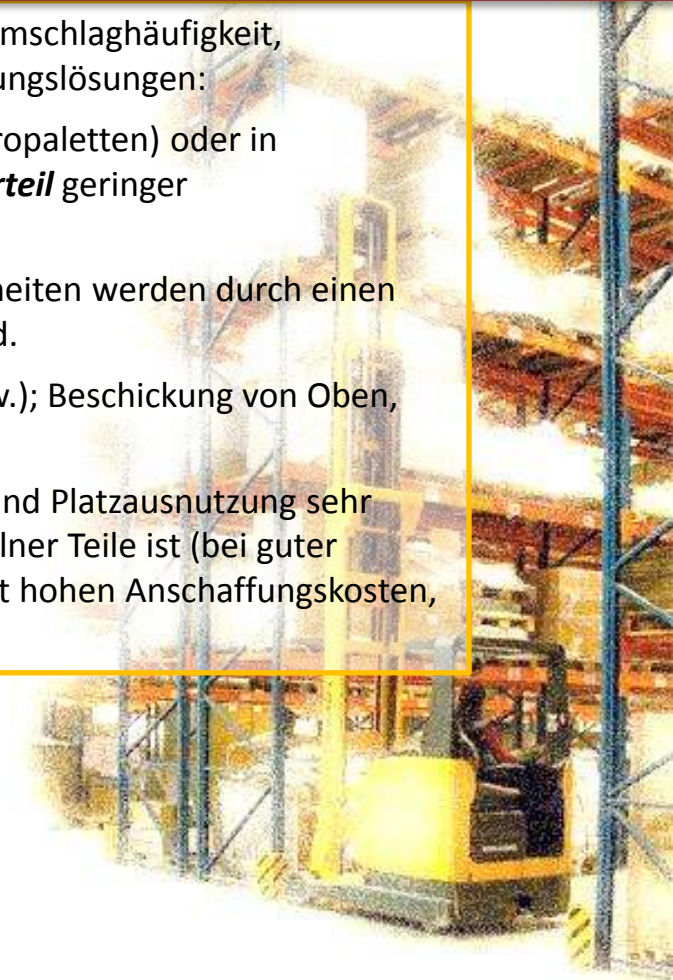 mschlaghäufigkeit,
ungslösungen:
ropaletten) oder in
rteil geringer
heiten werden durch einen
d.
w.); Beschickung von Oben,
nd Platzausnutzung sehr
lner Teile ist (bei guter
t hohen Anschaffungskosten,